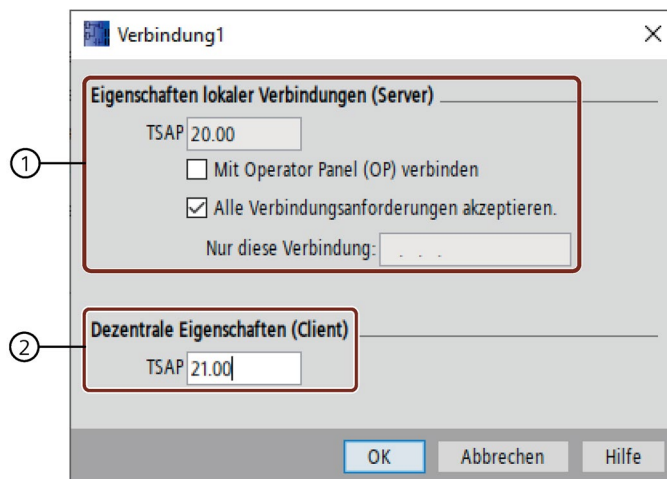 Verbindung1
Eigenschaften lokaler Verbindungen (Server)
TSAP 20.00
1
Mit Operator Panel (OP) verbinden
Alle Verbindungsanforderungen akzeptieren.
Nur diese Verbindung: . . .
Dezentrale Eigenschaften (Client)
2
TSAP 21.00
OK Abbrechen Hilfe